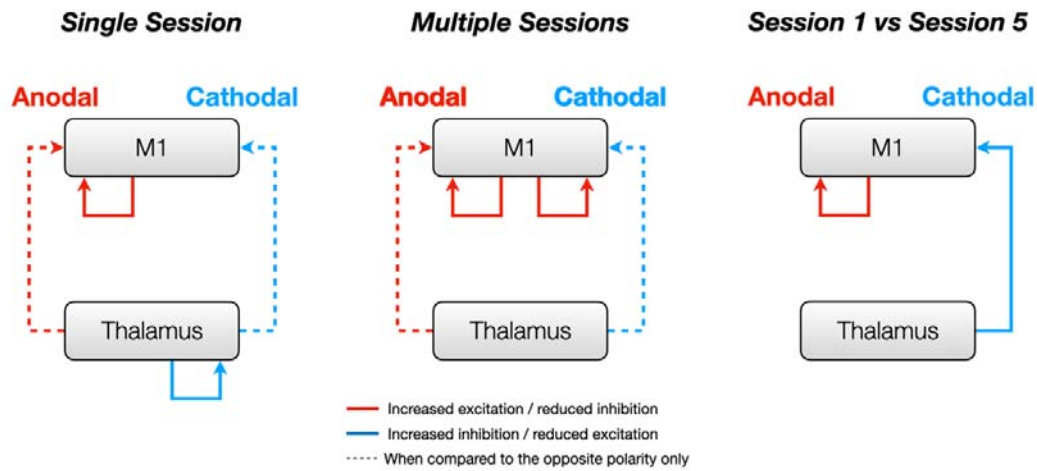 Single Session
Multiple Sessions
Session 1 vs Session 5
Anodal
Cathodal
Anodal
Cathodal
Anodal
Cathodal
M1
M1
M1
Thalamus
Thalamus
Thalamus
Increased excitation / reduced inhibition
Increased inhibition / reduced excitation
When compared to the opposite polarity only